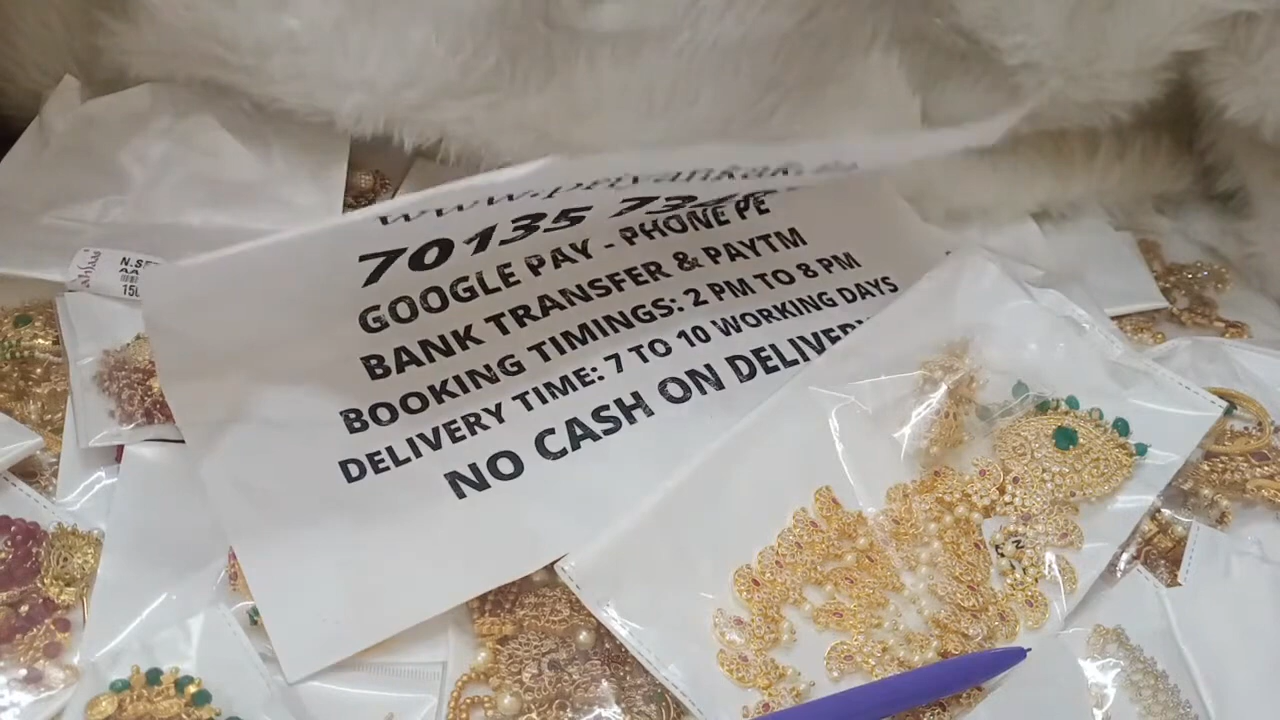 70135
GOOGLE PAY - PHONE PE
BANK TRANSFER & PAYTM
BOOKING TIMINGS: 2 PM TO 8 PM
DELIVERY TIME: 7 TO 10 WORKING DAYS
NO CASH ON DELIVERY
N.SE